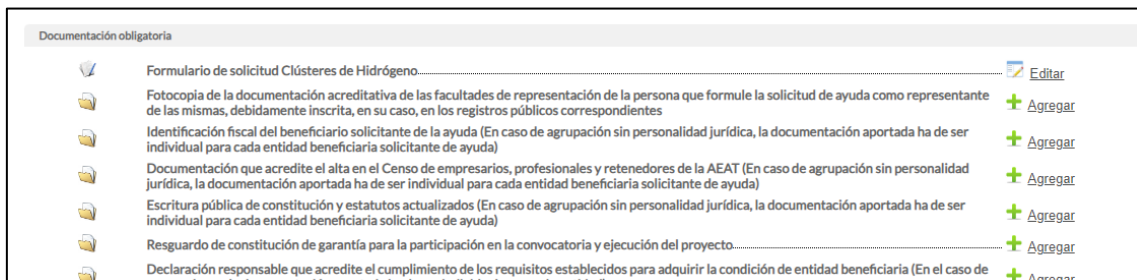 Documentación obligatoria
Formulario de solicitud Clústeres de Hidrógeno Editar
Fotocopia de la documentación acreditativa de las facultades de representación de la persona que formule la solicitud de ayuda como representante
de las mismas, debidamente inscrita, en su caso, en los registros públicos correspondientes Agregar
Identificación fiscal del beneficiario solicitante de la ayuda (En caso de agrupación sin personalidad jurídica, la documentación aportada ha de ser
individual para cada entidad beneficiaria solicitante de ayuda) Agregar
Documentación que acredite el alta en el Censo de empresarios, profesionales y retenedores de la AEAT (En caso de agrupación sin personalidad
jurídica, la documentación aportada ha de ser individual para cada entidad beneficiaria solicitante de ayuda) Agregar
Escritura pública de constitución y estatutos actualizados (En caso de agrupación sin personalidad jurídica, la documentación aportada ha de ser
individual para cada entidad beneficiaria solicitante de ayuda) Agregar
Resguardo de constitución de garantía para la participación en la convocatoria y ejecución del proyecto Agregar
Declaración responsable que acredite el cumplimiento de los requisitos establecidos para adquirir la condición de entidad beneficiaria (En el caso de
Agregar